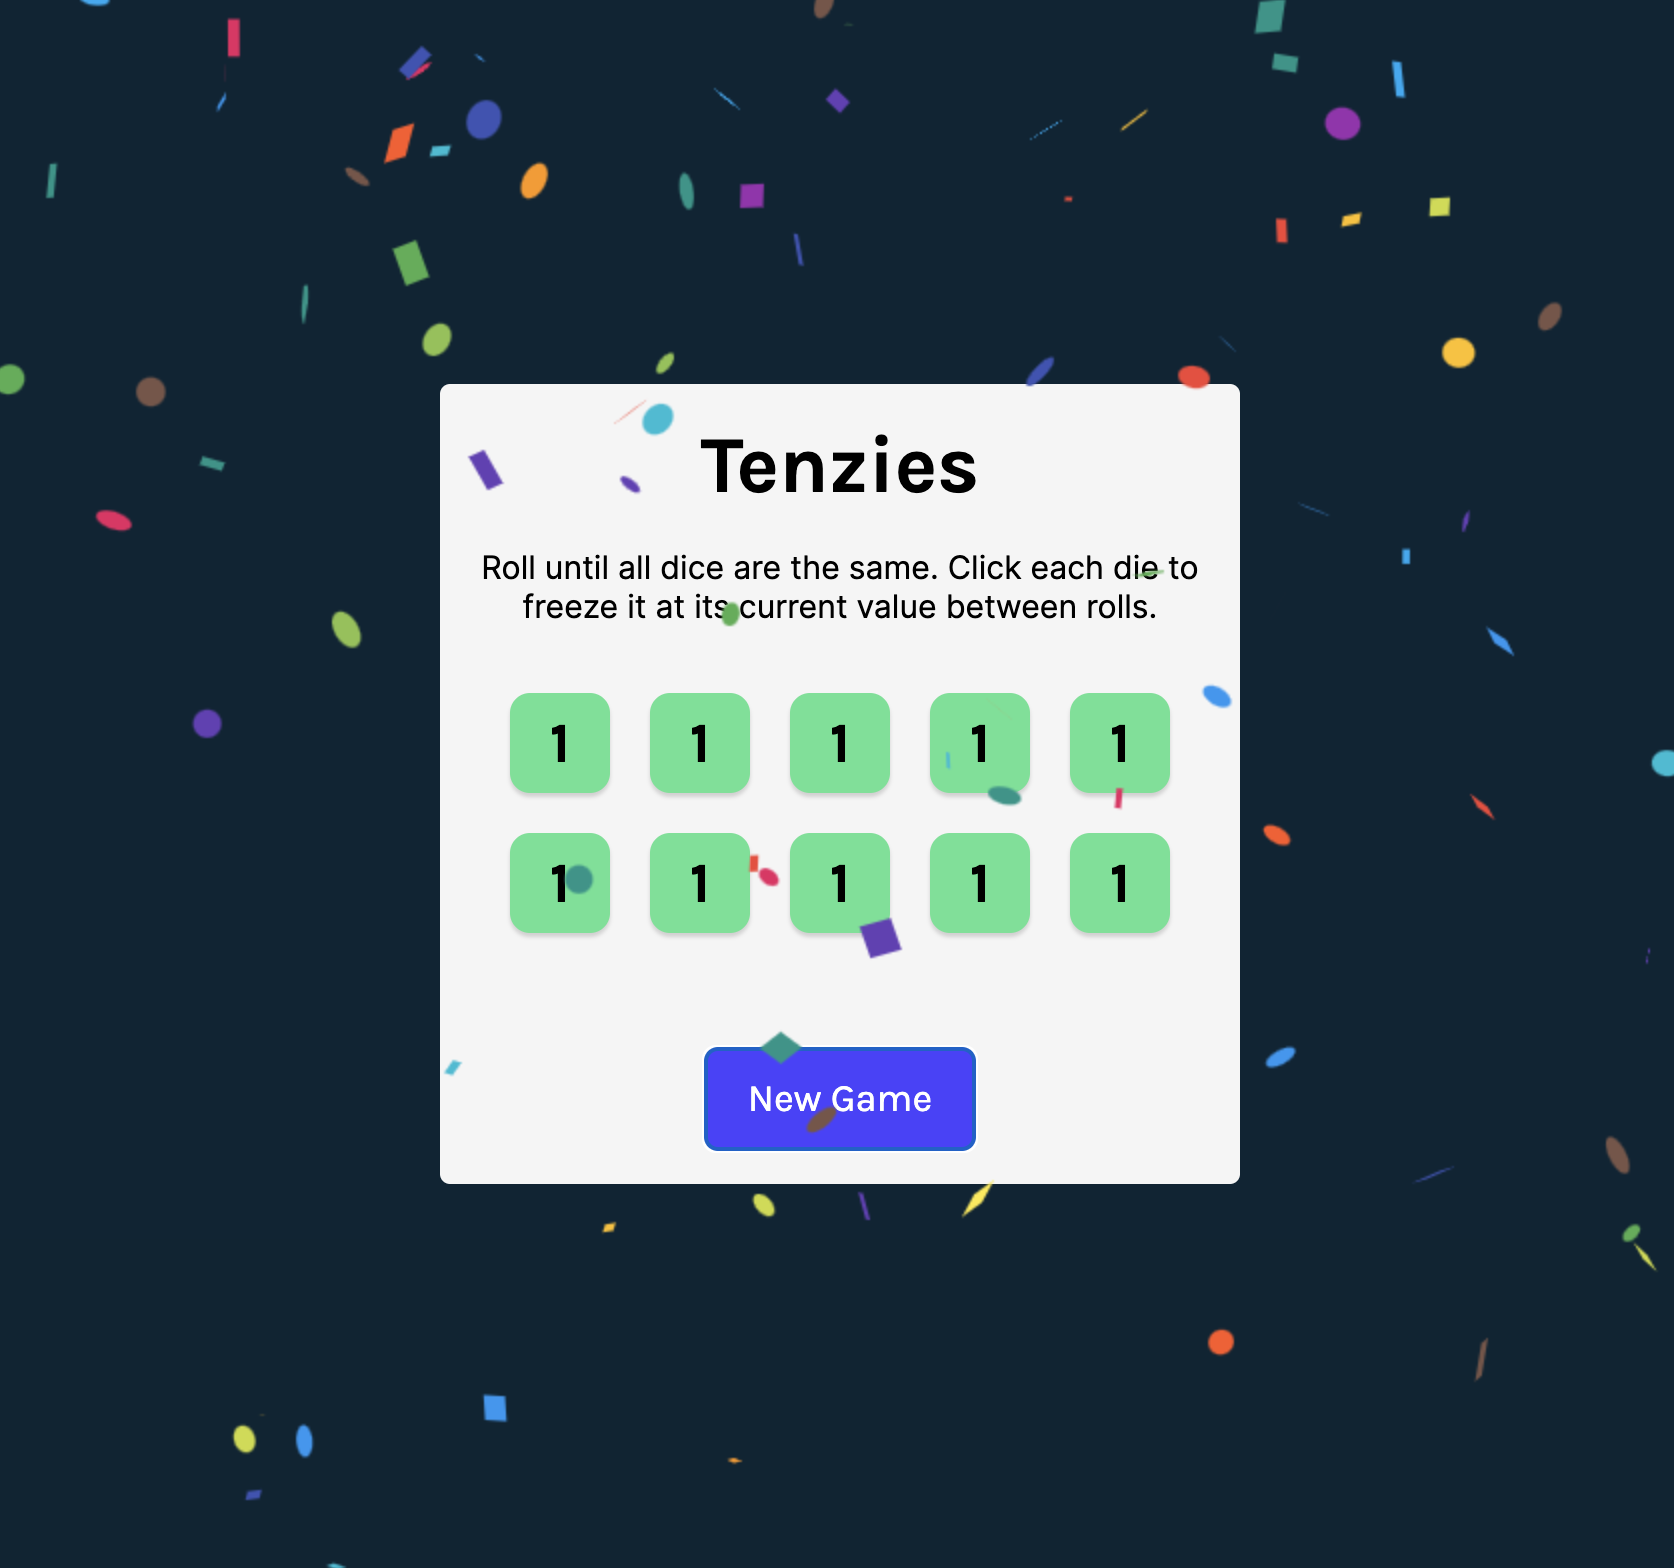 Tenzies
Roll until all dice are the same. Click each die to
freeze it at its current value between rolls.
1 1 1 1 1
1 1 1 1 1
New Game